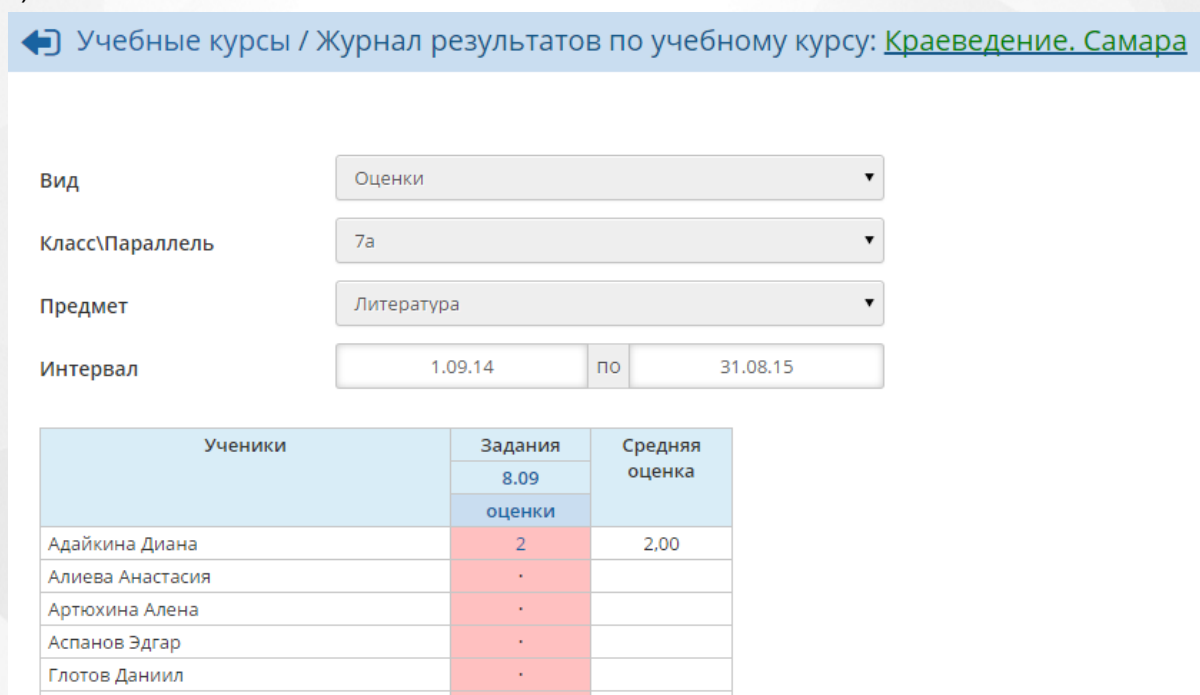 Учебные курсы / Журнал результатов по учебному курсу: Краеведение. Самара
Вид Оценки
Класс\Параллель 7а
Предмет Литература
Интервал 1.09.14 по 31.08.15
Ученики Задания Средняя оценка
8.09
оценки
Адайкина Диана 2 2,00
Алиева Анастасия ·
Артюхина Алена ·
Аспанов Эдгар ·
Глотов Даниил ·